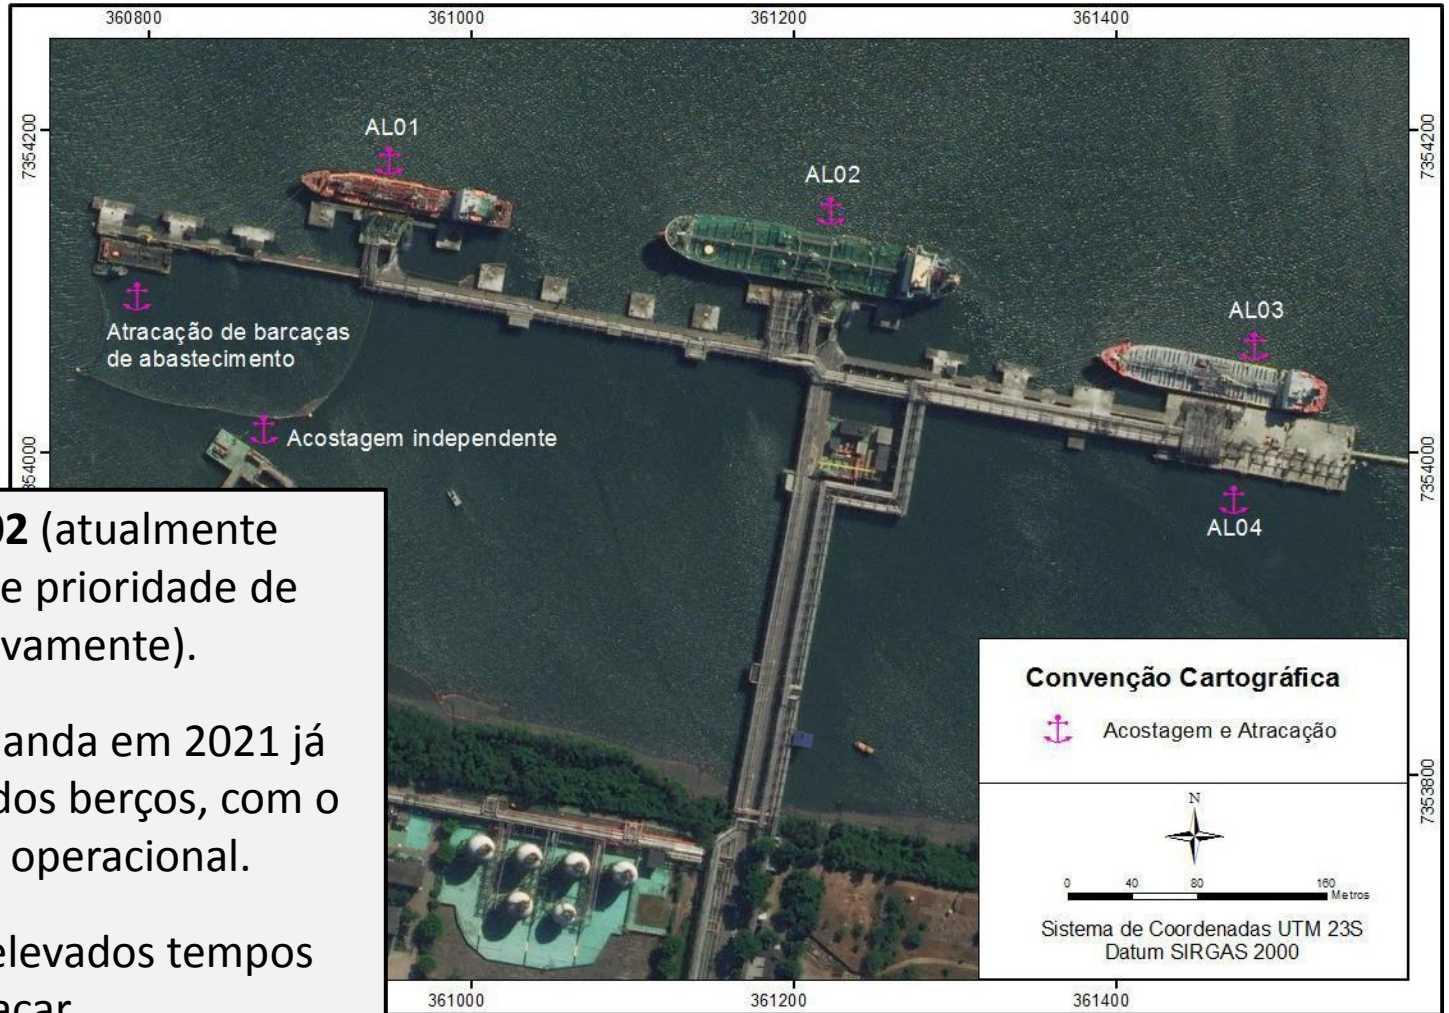 360800 361000 361200 361400
7354200
7354200
AL01
AL02
AL03
Atracação de barcaças
de abastecimento
Acostagem independente
7354000
7354000
AL04
02 (atualmente
e prioridade de
vamente).
anda em 2021 já
dos berços, com o
operacional.
elevados tempos
Convenção Cartográfica
Acostagem e Atracação
7353800
N
0 40 80 160
Metros
Sistema de Coordenadas UTM 23S
Datum SIRGAS 2000
361000 361200 361400